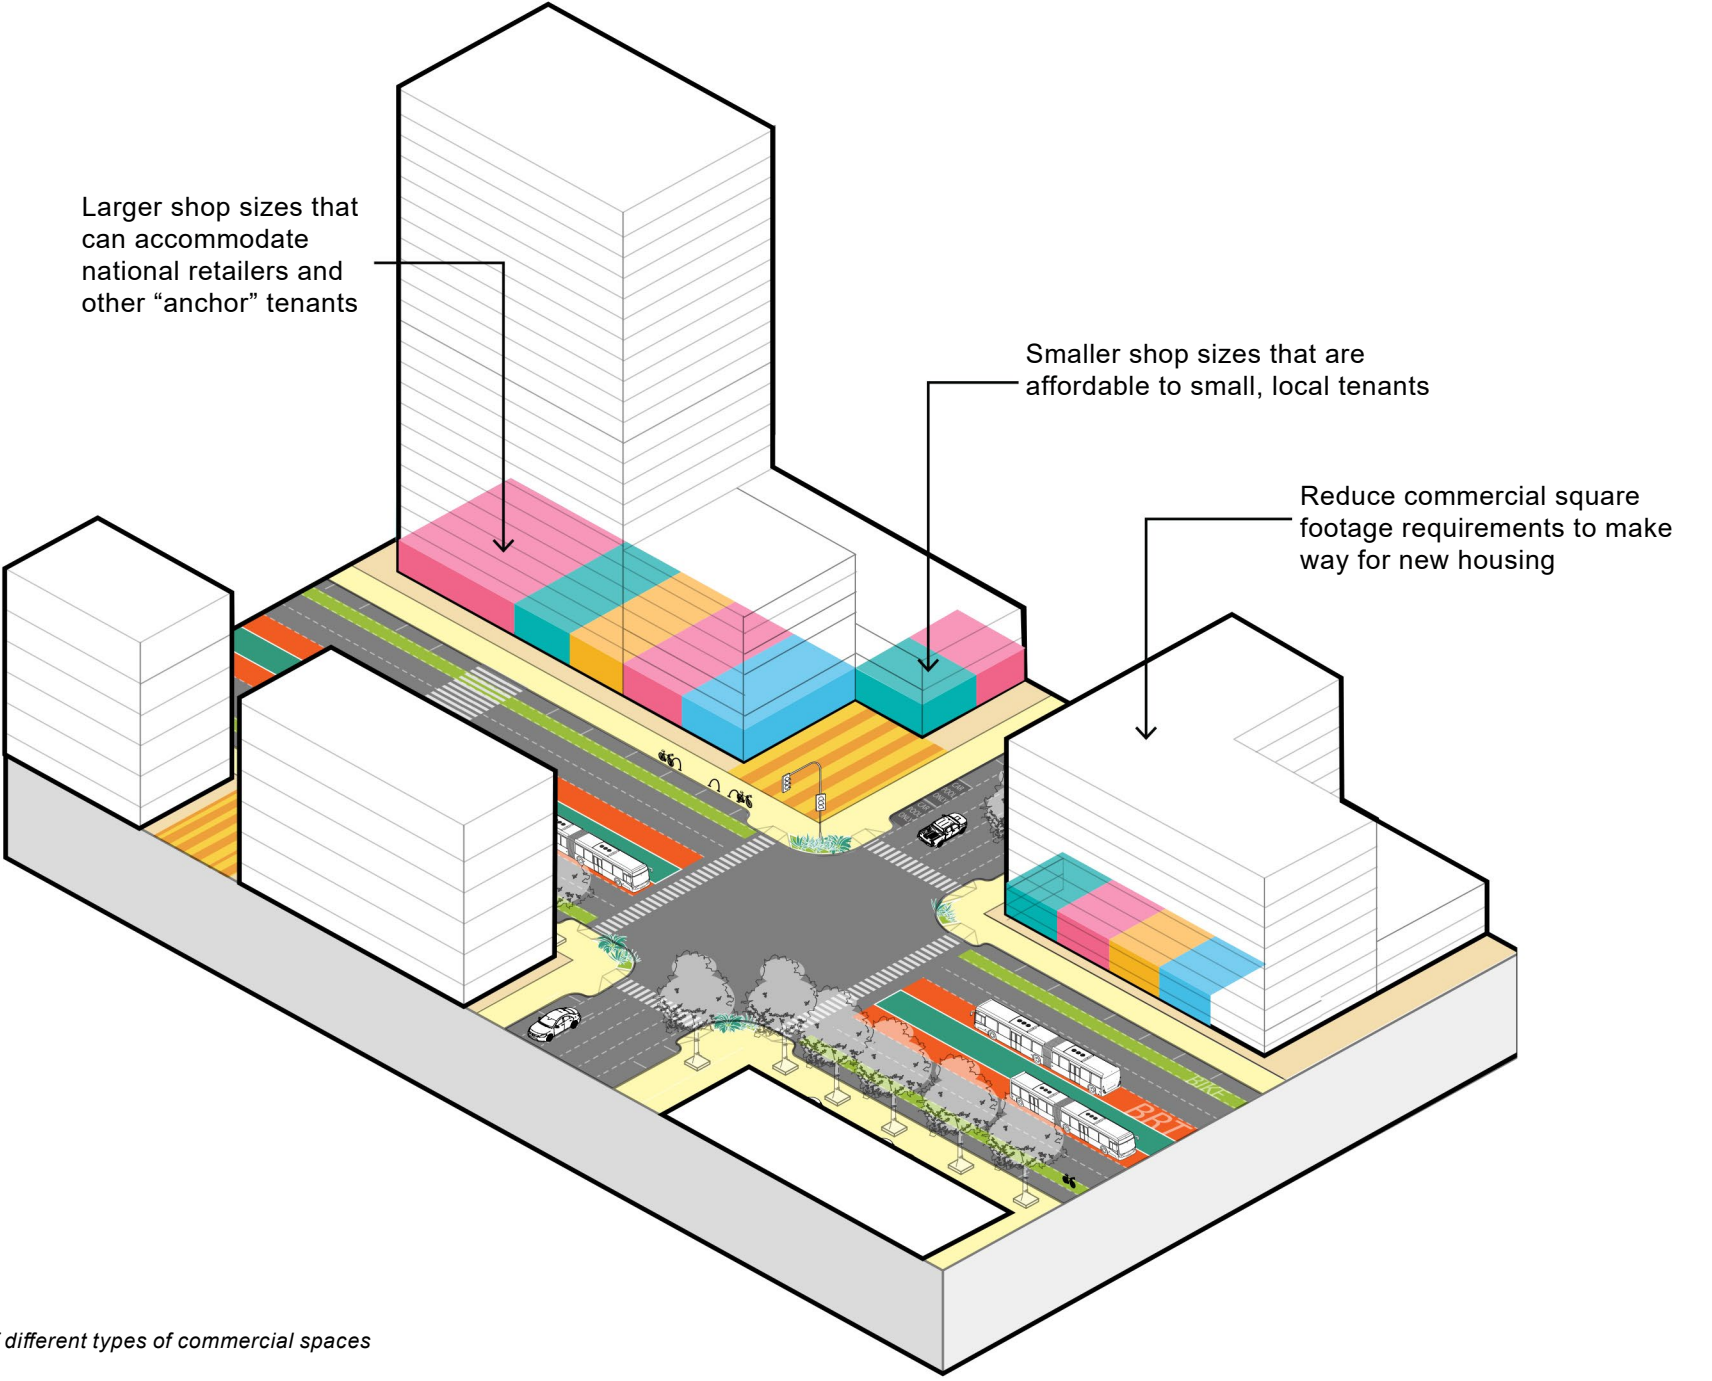 Larger shop sizes that
can accommodate
national retailers and
other “anchor” tenants
Smaller shop sizes that are
affordable to small, local tenants
Reduce commercial square
footage requirements to make
way for new housing
BIKE
BRT
different types of commercial spaces